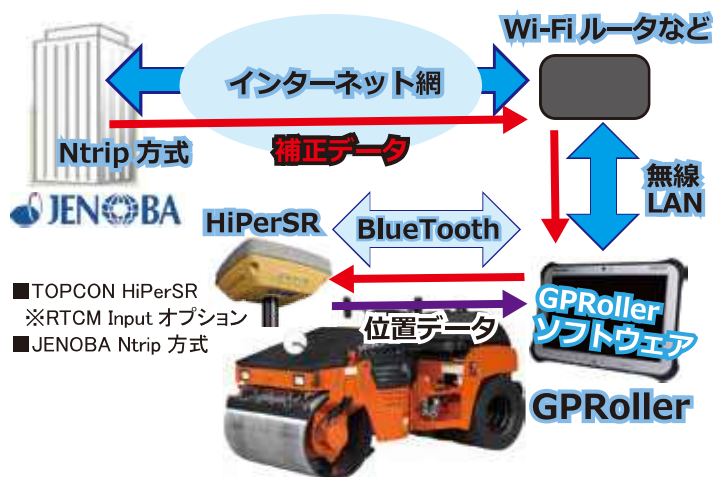 Wi-Fi ルータなど
インターネット網
Ntrip 方式
補正データ
JENOBA
無線
LAN
HiPerSR
BlueTooth
■TOPCON HiPerSR
※RTCM Input オプション
■JENOBA Ntrip 方式
位置データ
GPRoller
ソフトウェア
GPRoller